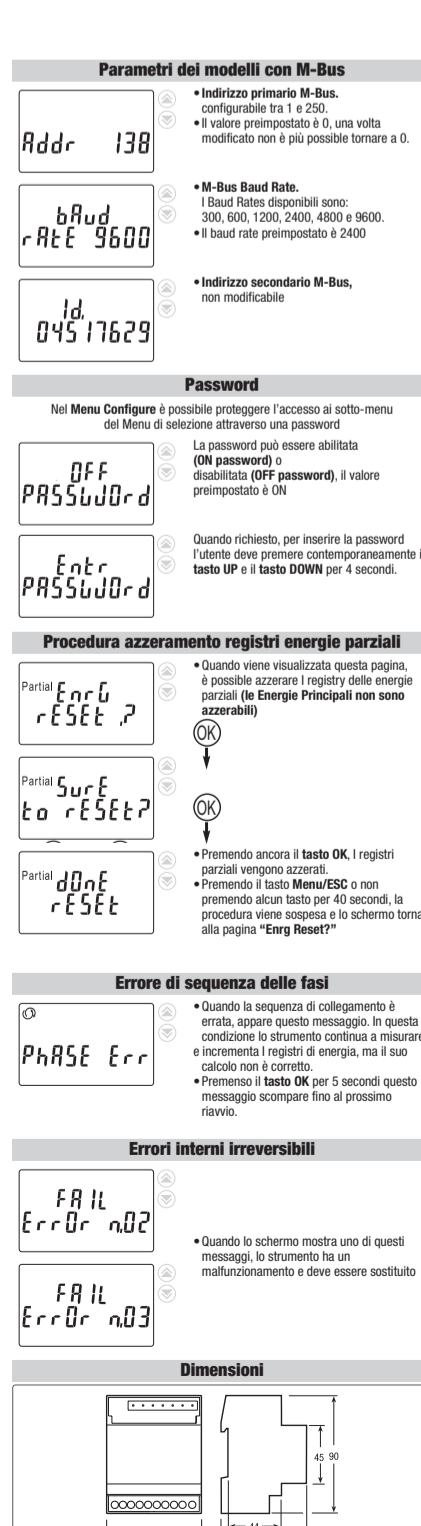 Parametri dei modelli con M-Bus
Addr 138
• Indirizzo primario M-Bus.
configurabile tra 1 e 250.
• Il valore preimpostato è 0, una volta
modificato non è più possible tornare a 0.
bAud
rAtE 9600
• M-Bus Baud Rate.
I Baud Rates disponibili sono:
300, 600, 1200, 2400, 4800 e 9600.
• Il baud rate preimpostato è 2400
Id.
04517629
• Indirizzo secondario M-Bus,
non modificabile
Password
Nel Menu Configure è possibile proteggere l'accesso ai sotto-menu
del Menu di selezione attraverso una password
OFF
PASSWOrd
La password può essere abilitata
(ON password) o
disabilitata (OFF password), il valore
preimpostato è ON
Entr
PASSWOrd
Quando richiesto, per inserire la password
l'utente deve premere contemporaneamente i
tasto UP e il tasto DOWN per 4 secondi.
Procedura azzeramento registri energie parziali
Partial EnrG
rESEt .?
• Quando viene visualizzata questa pagina,
è possible azzerare I registry delle energie
parziali (le Energie Principali non sono
azzerabili)
OK
Partial SurE
to rESEt?
OK
Partial dOnE
rESEt
• Premendo ancora il tasto OK, I registri
parziali vengono azzerati.
• Premendo il tasto Menu/ESC o non
premendo alcun tasto per 40 secondi, la
procedura viene sospesa e lo schermo torna
alla pagina “Enrg Reset?”
Errore di sequenza delle fasi
PhASE Err
• Quando la sequenza di collegamento è
errata, appare questo messaggio. In questa
condizione lo strumento continua a misurare
e incrementa I registri di energia, ma il suo
calcolo non è corretto.
• Premenso il tasto OK per 5 secondi questo
messaggio scompare fino al prossimo
riavvio.
Errori interni irreversibili
FAIL
ErrOr n.02
FAIL
ErrOr n.03
• Quando lo schermo mostra uno di questi
messaggi, lo strumento ha un
malfunzionamento e deve essere sostituito
Dimensioni
45 90
44